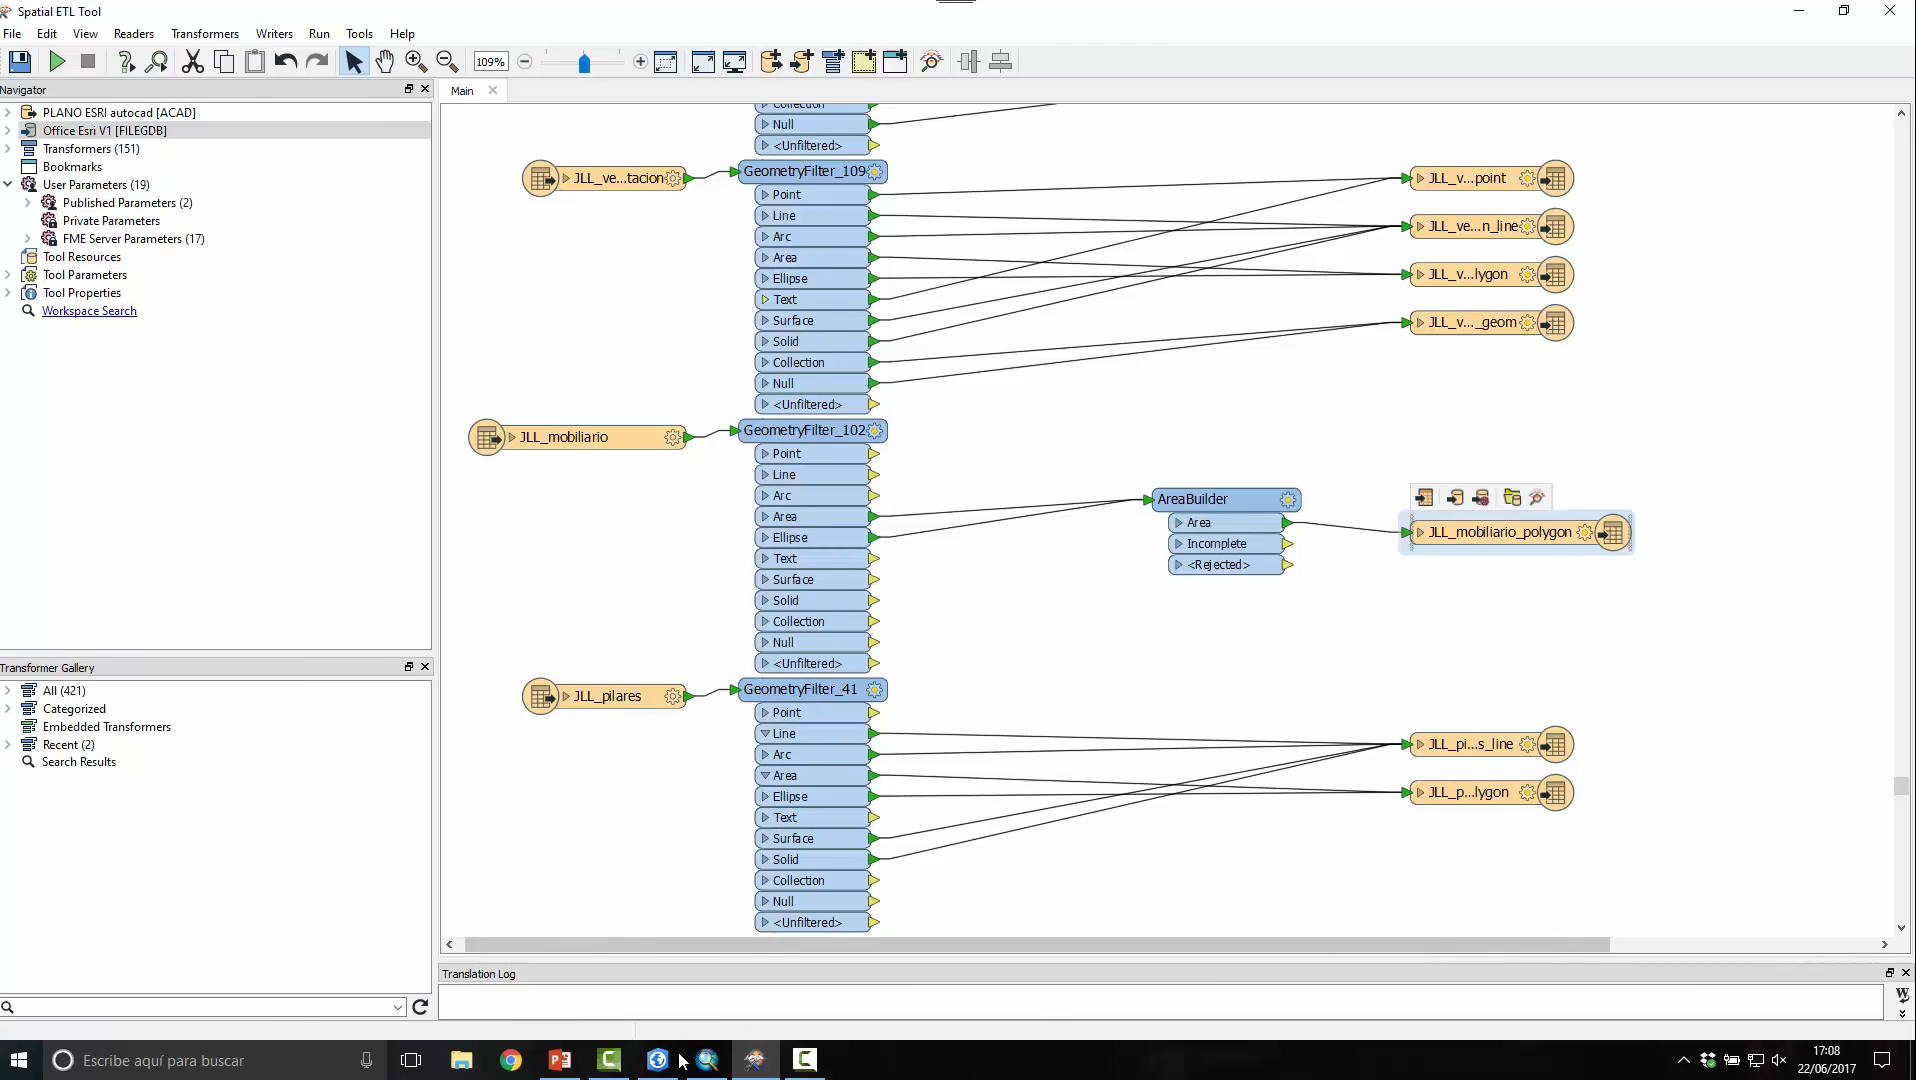 Spatial ETL Tool
File Edit View Readers Transformers Writers Run Tools Help
109%
Navigator
PLANO ESRI autocad [ACAD]
Office Esri V1 [FILEGDB]
Transformers (151)
Bookmarks
User Parameters (19)
Published Parameters (2)
Private Parameters
FME Server Parameters (17)
Tool Resources
Tool Parameters
Tool Properties
Workspace Search
Transformer Gallery
All (421)
Categorized
Embedded Transformers
Recent (2)
Search Results
Main
Collection
Null
<Unfiltered>
JLL_ve...tacion
GeometryFilter_109
Point
Line
Arc
Area
Ellipse
Text
Surface
Solid
Collection
Null
<Unfiltered>
JLL_v...point
JLL_ve...n_line
JLL_v...lygon
JLL_v..._geom
JLL_mobiliario
GeometryFilter_102
Point
Line
Arc
Area
Ellipse
Text
Surface
Solid
Collection
Null
<Unfiltered>
AreaBuilder
Area
Incomplete
<Rejected>
JLL_mobiliario_polygon
JLL_pilares
GeometryFilter_41
Point
Line
Arc
Area
Ellipse
Text
Surface
Solid
Collection
Null
<Unfiltered>
JLL_pi...s_line
JLL_p...lygon
Translation Log
Escribe aquí para buscar
17:08
22/06/2017